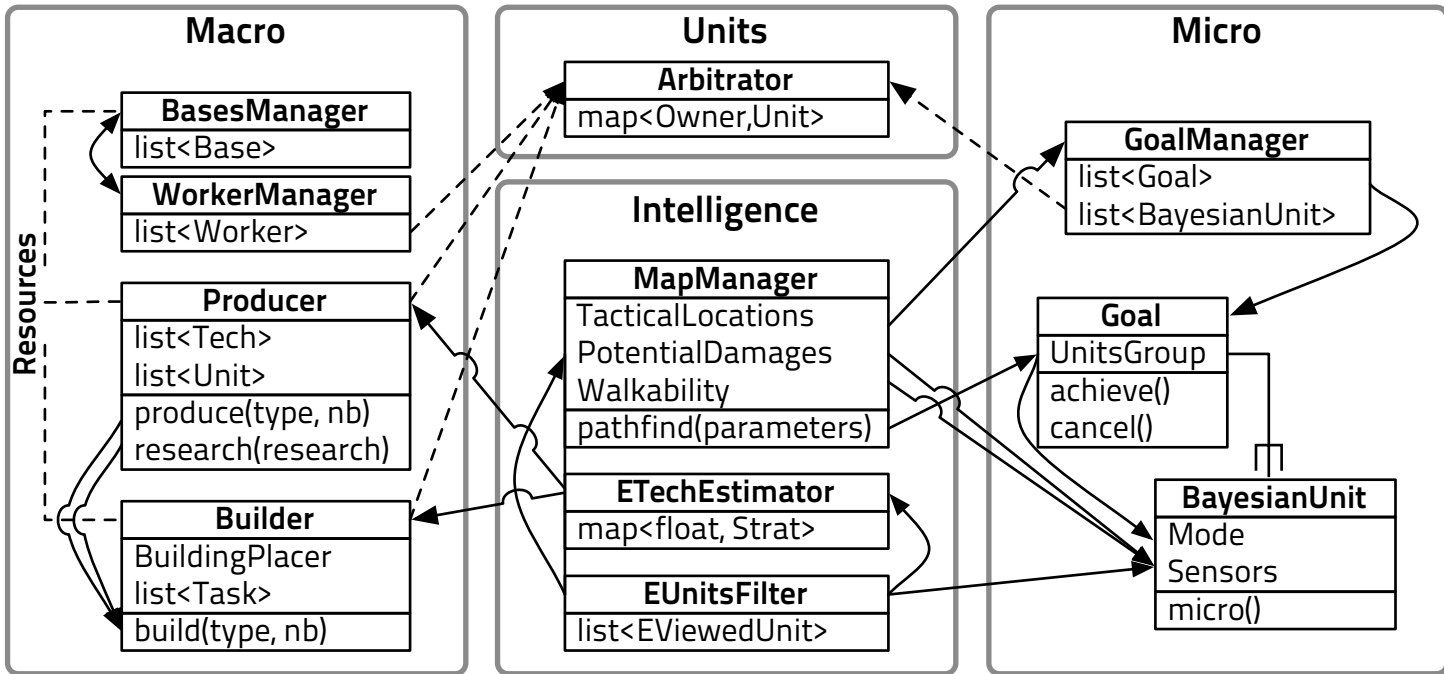 Macro
BasesManager
list<Base>
WorkerManager
list<Worker>
Resources
Producer
list<Tech>
list<Unit>
produce(type, nb)
research(research)
Builder
BuildingPlacer
list<Task>
build(type, nb)
Units
Arbitrator
map<Owner,Unit>
Intelligence
MapManager
TacticalLocations
PotentialDamages
Walkability
pathfind(parameters)
ETechEstimator
map<float, Strat>
EUnitsFilter
list<EViewedUnit>
Micro
GoalManager
list<Goal>
list<BayesianUnit>
Goal
UnitsGroup
achieve()
cancel()
BayesianUnit
Mode
Sensors
micro()